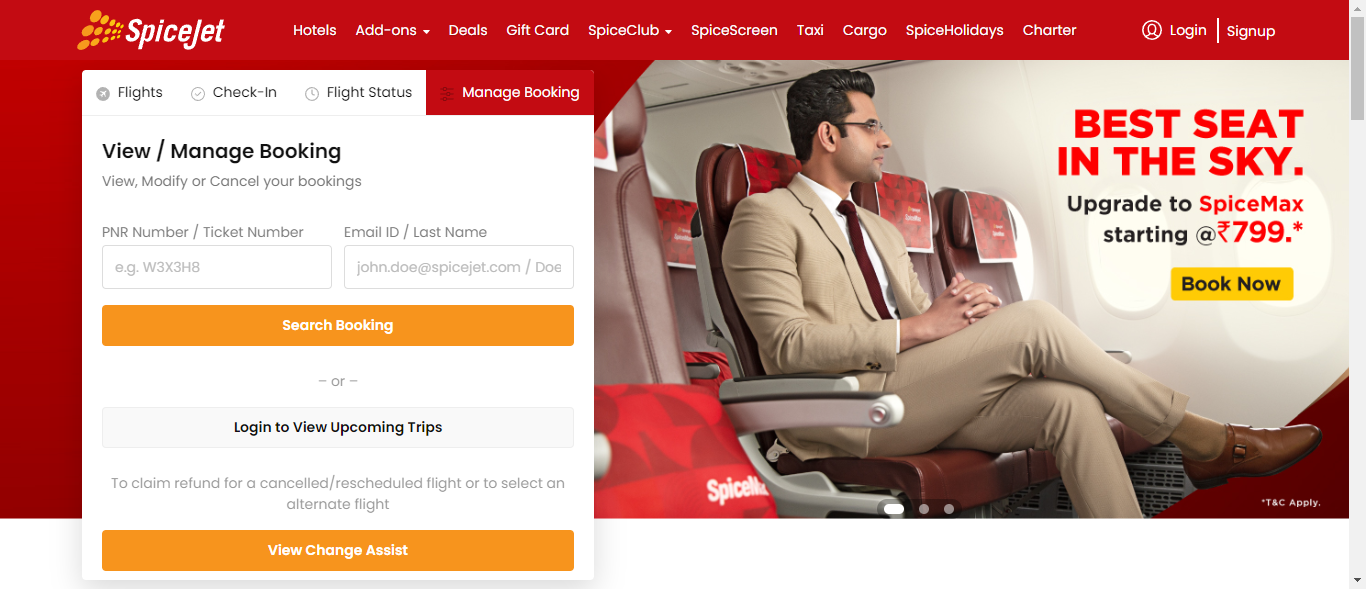 SpiceJet
Hotels Add-ons Deals Gift Card SpiceClub SpiceScreen Taxi Cargo SpiceHolidays Charter
Login Signup
Flights Check-In Flight Status Manage Booking
View / Manage Booking
View, Modify or Cancel your bookings
PNR Number / Ticket Number Email ID / Last Name
e.g. W3X3H8 john.doe@spicejet.com / Doe
Search Booking
– or –
Login to View Upcoming Trips
To claim refund for a cancelled/rescheduled flight or to select an
alternate flight
View Change Assist
BEST SEAT
IN THE SKY.
Upgrade to SpiceMax
starting @₹799.*
Book Now
SpiceMa
*T&C Apply.